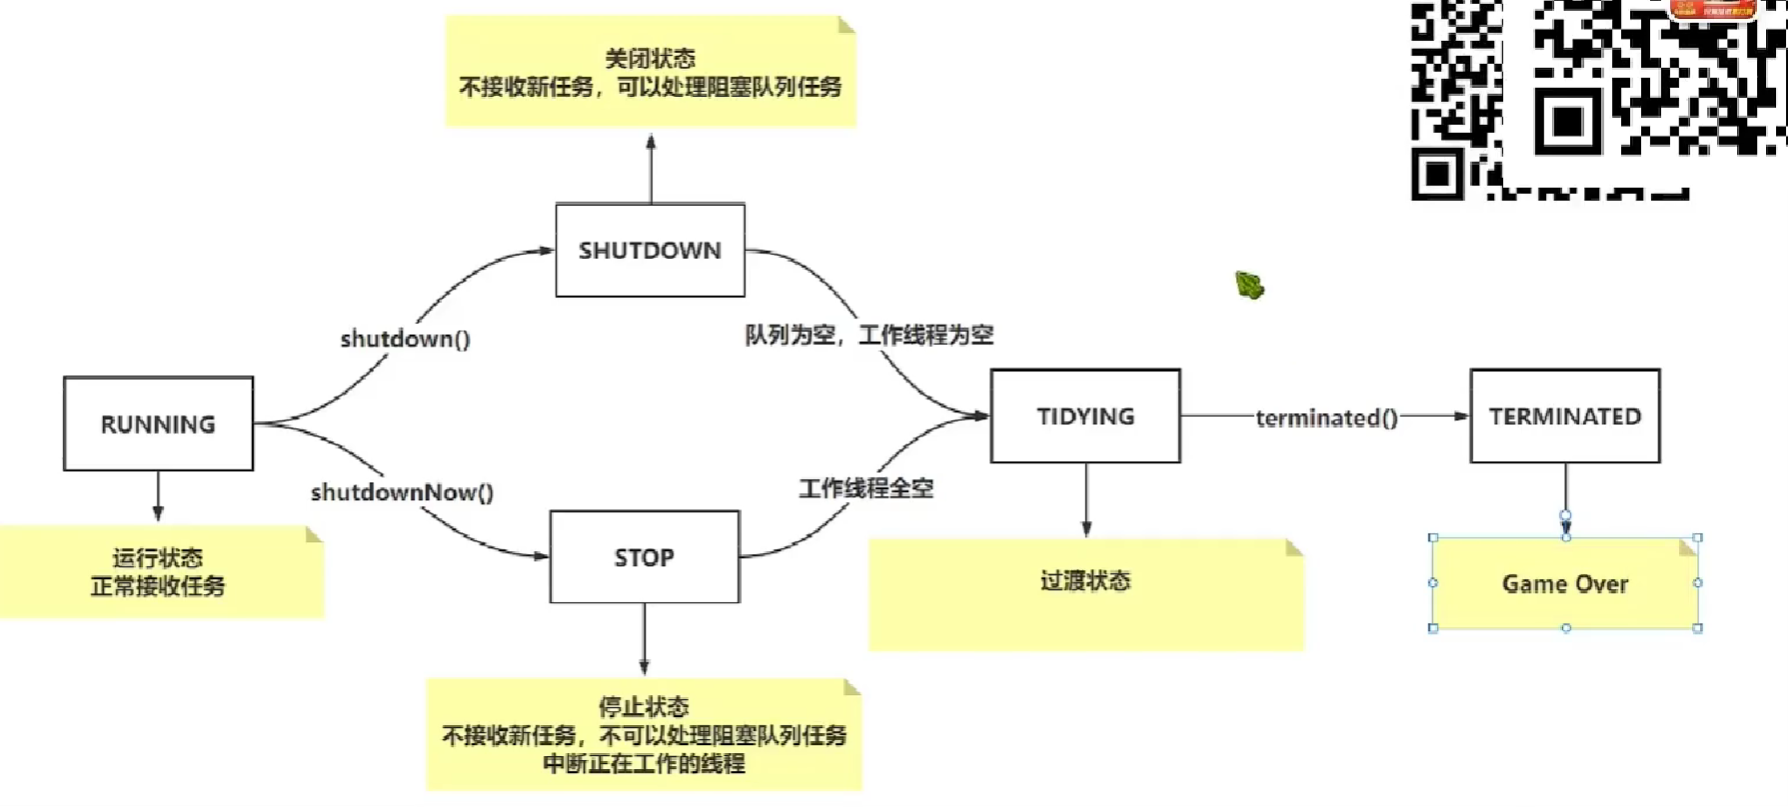 关闭状态
不接收新任务，可以处理阻塞队列任务
SHUTDOWN
shutdown()
队列为空，工作线程为空
RUNNING
TIDYING
terminated()
TERMINATED
shutdownNow()
工作线程全空
STOP
运行状态
正常接收任务
过渡状态
Game Over
停止状态
不接收新任务，不可以处理阻塞队列任务
中断正在工作的线程